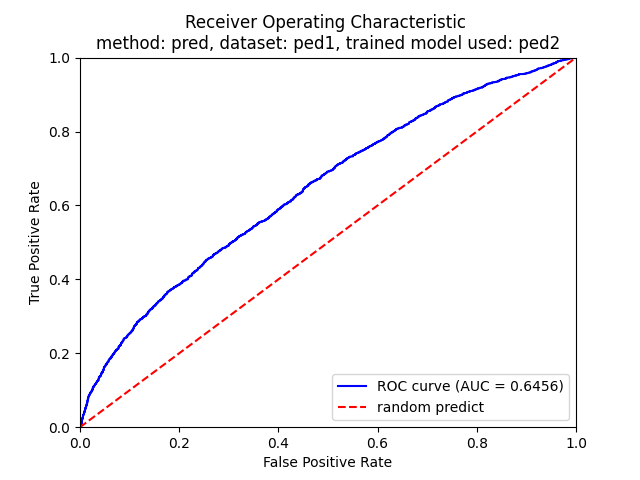 Receiver Operating Characteristic
method: pred, dataset: ped1, trained model used: ped2
1.0
0.8
0.6
0.4
0.2
0.0
True Positive Rate
ROC curve (AUC = 0.6456)
random predict
0.0 0.2 0.4 0.6 0.8 1.0
False Positive Rate